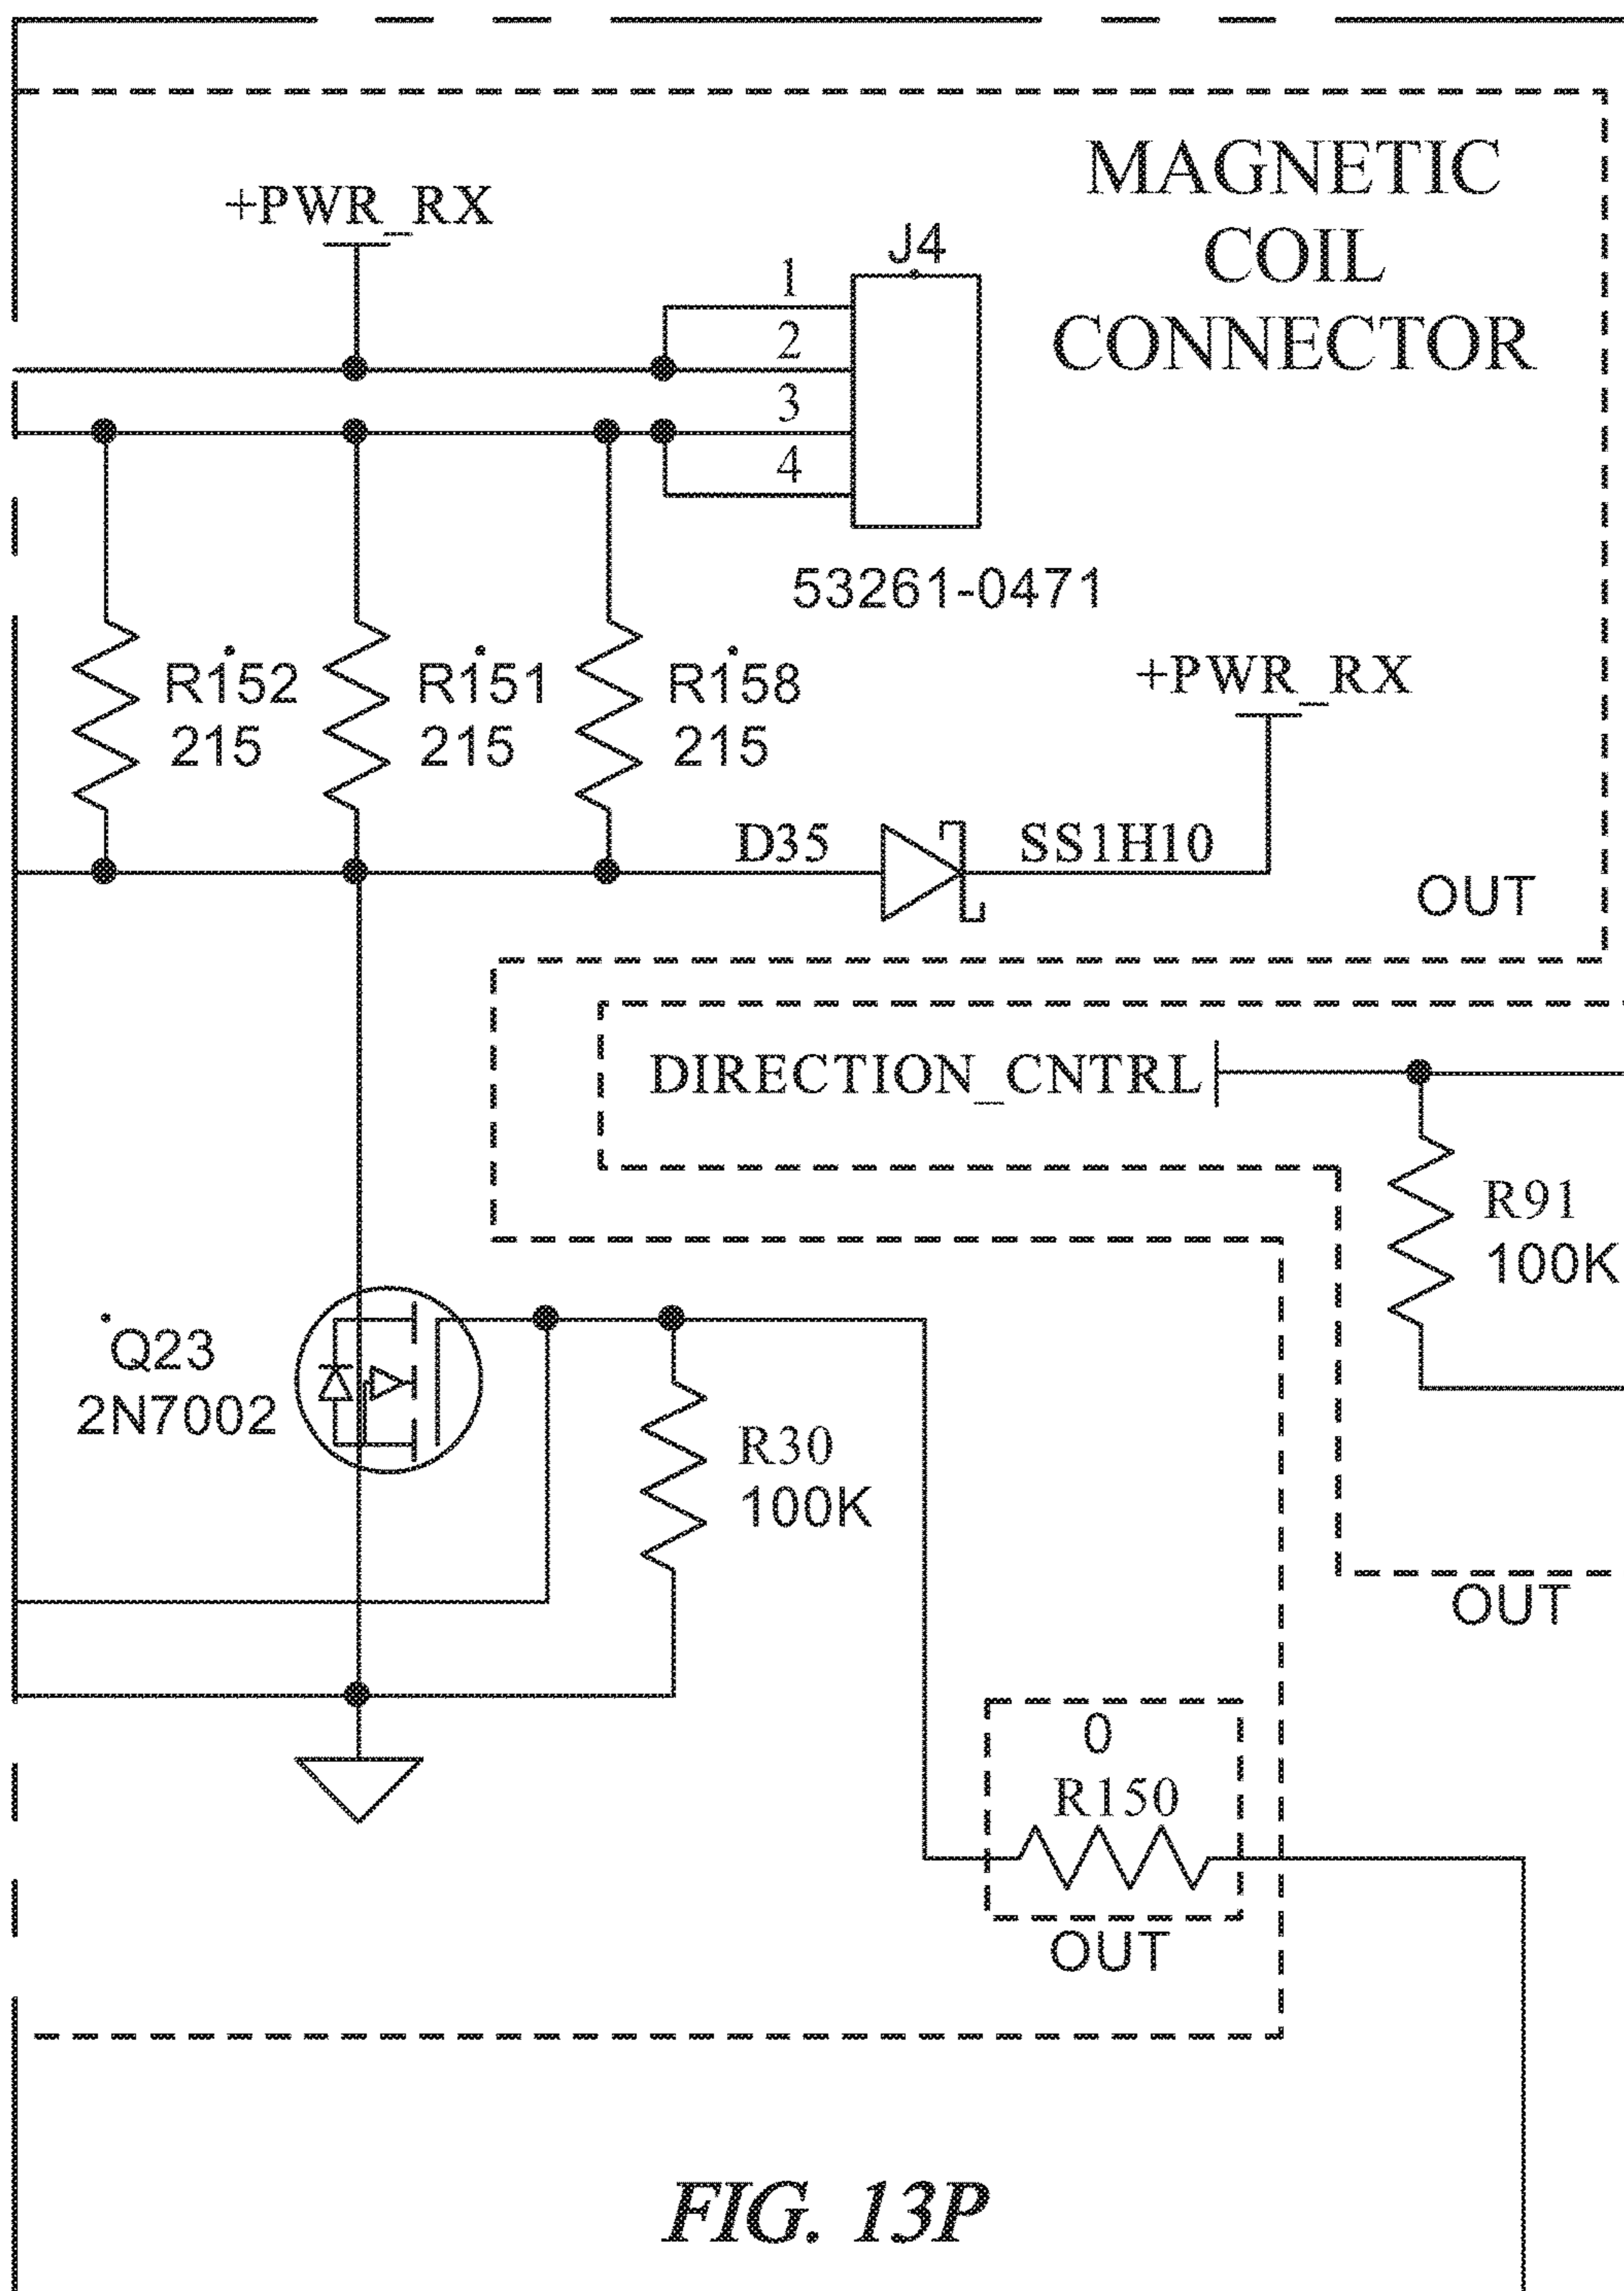 MAGNETIC
COIL
CONNECTOR
+PWR_RX
J4
1
2
3
4
53261-0471
R152
215
R151
215
R158
215
+PWR_RX
D35
SS1H10
OUT
DIRECTION_CNTRL
R91
100K
Q23
2N7002
R30
100K
OUT
0
R150
OUT
FIG. 13P